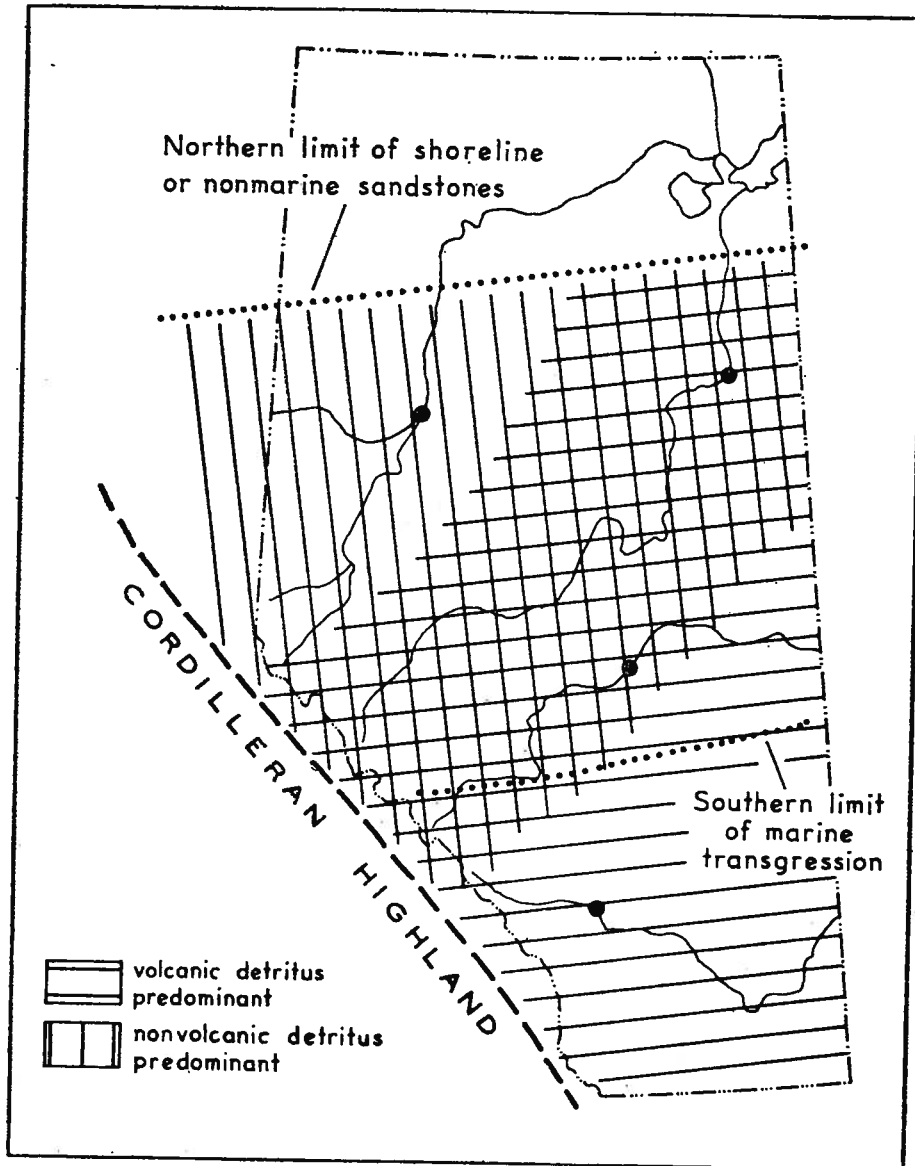 Northern limit of shoreline
or nonmarine sandstones
CORDILLERAN HIGHLAND
Southern limit
of marine
transgression
volcanic detritus
predominant
nonvolcanic detritus
predominant